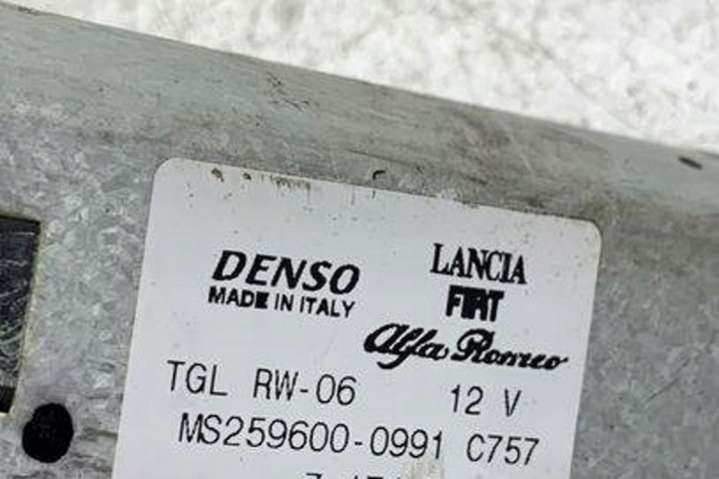 DENSO
MADE IN ITALY
LANCIA
FIAT
Alfa Romeo
TGL RW-06 12 V
MS259600-0991 C757